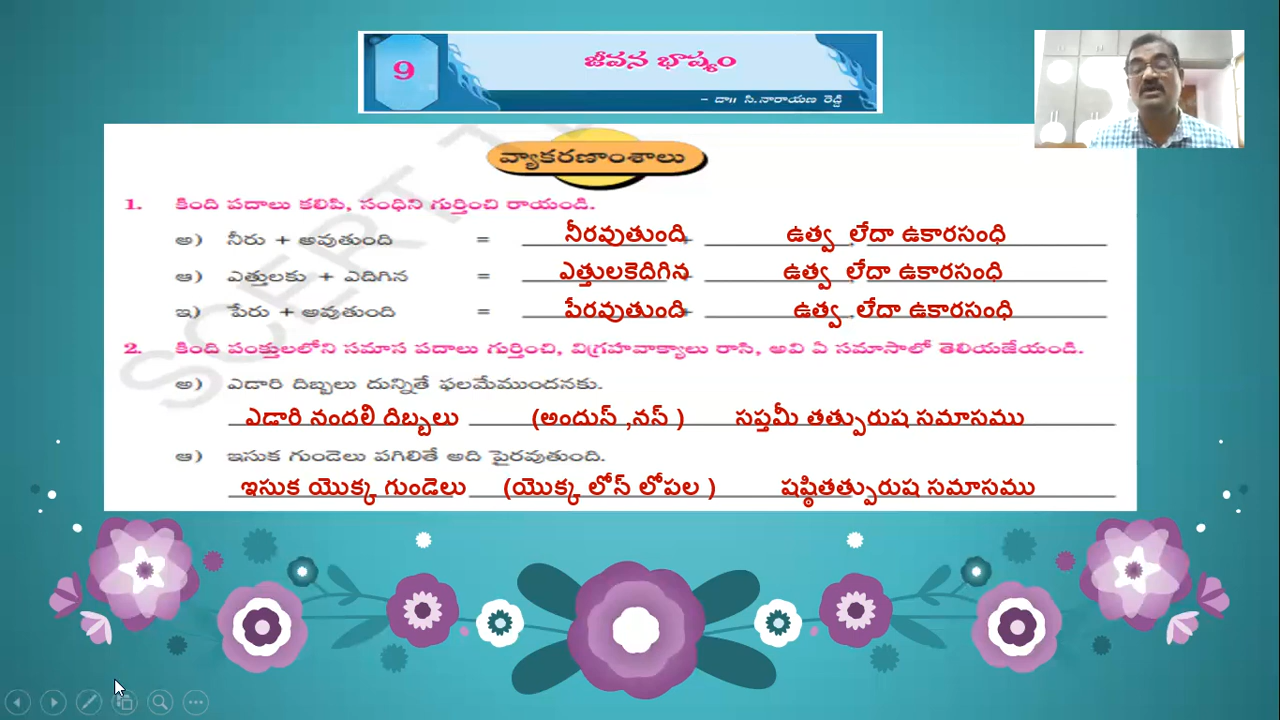 9
జీవన భాష్యం
- డా॥ సి.నారాయణ రెడ్డి
SCERT T
వ్యాకరణాంశాలు
1. కింది పదాలు కలిపి, సంధిని గుర్తించి రాయండి.
అ) నీరు + అవుతుంది = నీరవుతుంది + ఉత్వ లేదా ఉకారసంధి
ఆ) ఎత్తులకు + ఎదిగిన = ఎత్తులకెదిగిన + ఉత్వ లేదా ఉకారసంధి
ఇ) పేరు + అవుతుంది = పేరవుతుంది + ఉత్వ లేదా ఉకారసంధి
2. కింది పంక్తులలోని సమాస పదాలు గుర్తించి, విగ్రహవాక్యాలు రాసి, అవి ఏ సమాసాలో తెలియజేయండి.
అ) ఎడారి దిబ్బలు దున్నితే ఫలమేముందనకు.
ఎడారి నందలి దిబ్బలు (అందున్ ,నన్ ) సప్తమీ తత్పురుష సమాసము
ఆ) ఇసుక గుండెలు పగిలితే అది పైరవుతుంది.
ఇసుక యొక్క గుండెలు (యొక్క లోన్ లోపల ) షష్ఠితత్పురుష సమాసము